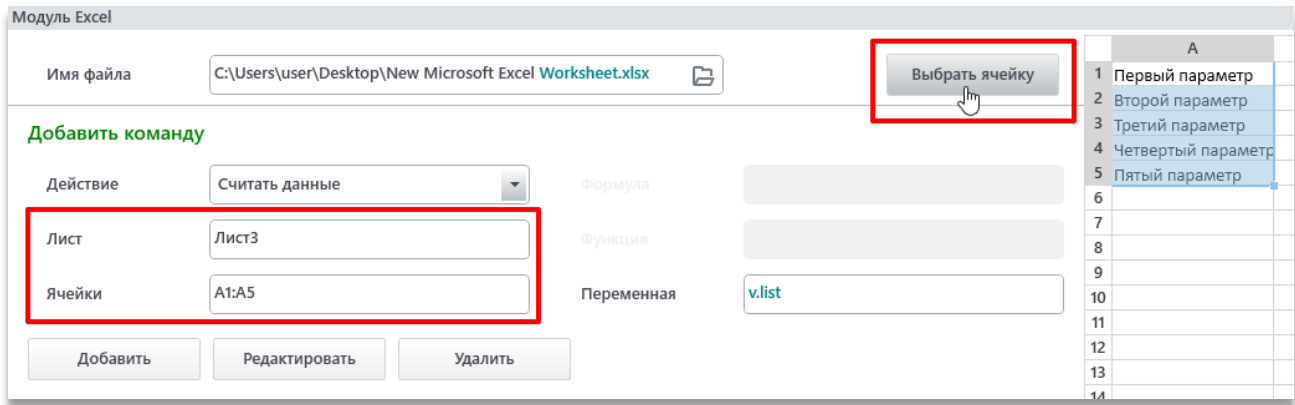 Модуль Excel
Имя файла C:\Users\user\Desktop\New Microsoft Excel Worksheet.xlsx Выбрать ячейку
Добавить команду
Действие Считать данные Формула
Лист Лист3 Функция
Ячейки A1:A5 Переменная v.list
Добавить Редактировать Удалить
A
1 Первый параметр
2 Второй параметр
3 Третий параметр
4 Четвертый параметр
5 Пятый параметр
6
7
8
9
10
11
12
13
14